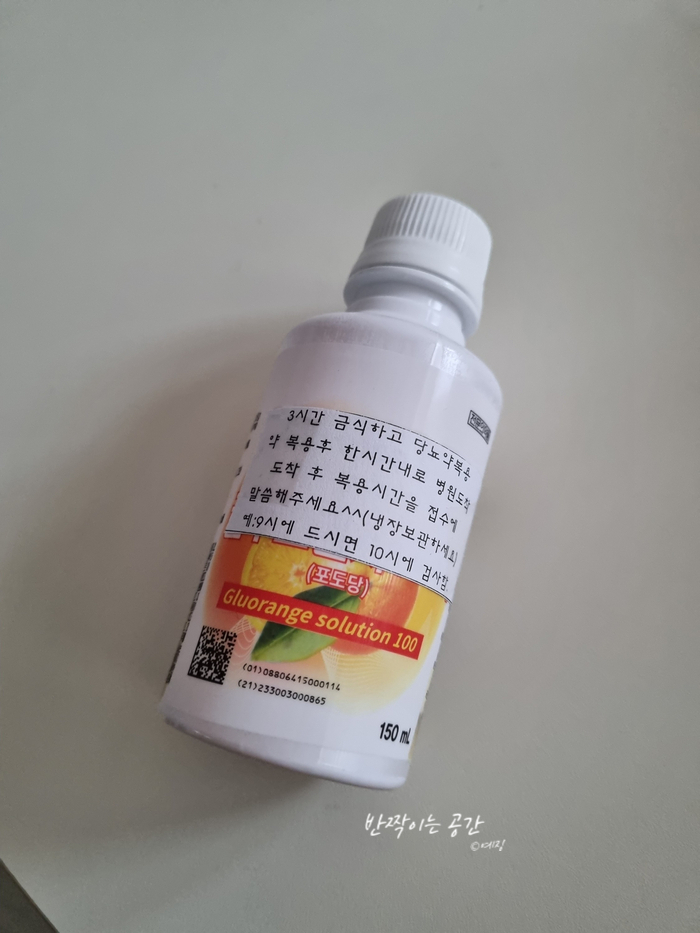 3시간 금식하고 당뇨약복용
약 복용후 한시간내로 병원도착
도착 후 복용시간을 접수에
말씀해주세요^^(냉장보관하세요)
예:9시에 드시면 10시에 검사함
(포도당)
Gluorange solution 100
(01)08806415000114
(21)233003000865
150 mL
반짝이는 공간
©예징